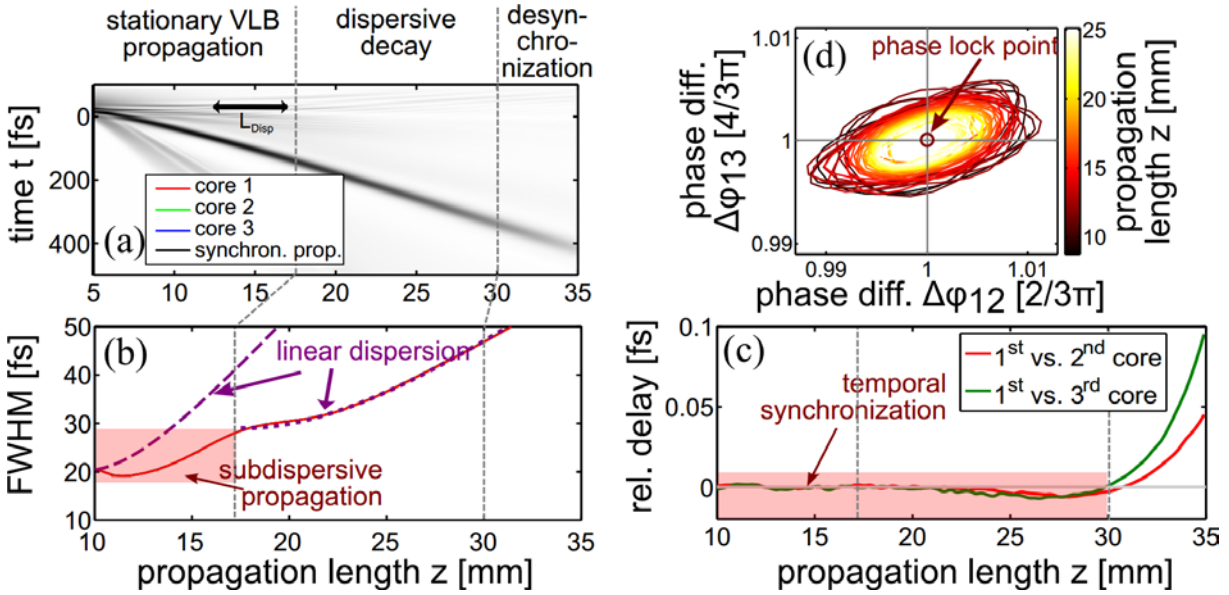 stationary VLB
propagation
dispersive
decay
desyn-
chro-
nization
(a)
time t [fs]
0
200
400
L_Disp
core 1
core 2
core 3
synchron. prop.
5 10 15 20 25 30 35
(b)
FWHM [fs]
50
40
30
20
10
linear dispersion
subdispersive
propagation
10 15 20 25 30 35
propagation length z [mm]
(d)
phase lock point
phase diff.
Δφ13 [4/3π]
1.01
1
0.99
0.99 1 1.01
phase diff. Δφ12 [2/3π]
25
20
15
10
propagation
length z [mm]
(c)
rel. delay [fs]
0.1
0.05
0
1st vs. 2nd core
1st vs. 3rd core
temporal
synchronization
10 15 20 25 30 35
propagation length z [mm]